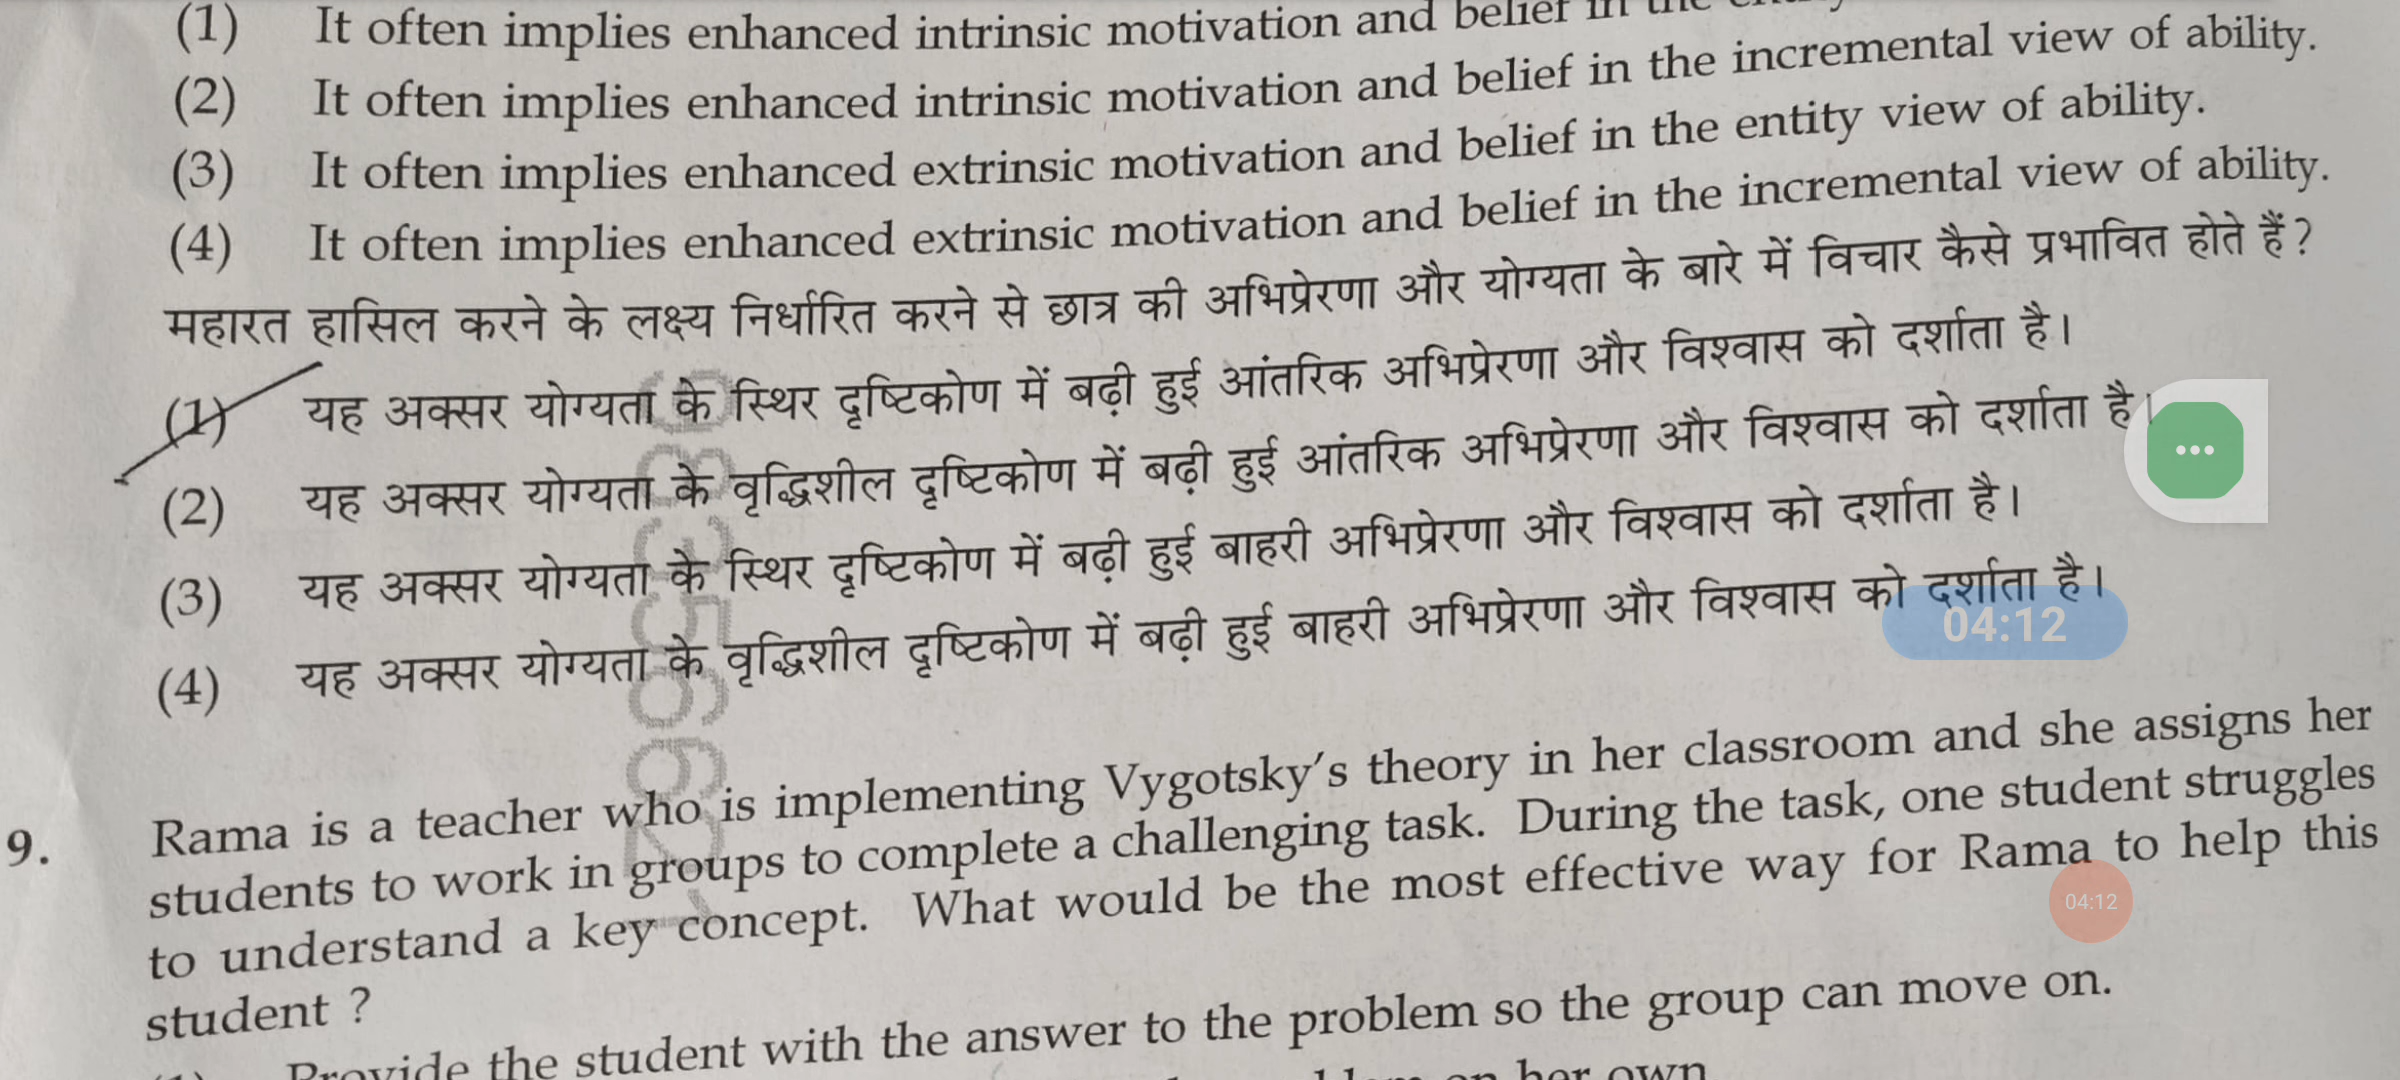 (1) It often implies enhanced intrinsic motivation and belief in the
(2) It often implies enhanced intrinsic motivation and belief in the incremental view of ability.
(3) It often implies enhanced extrinsic motivation and belief in the entity view of ability.
(4) It often implies enhanced extrinsic motivation and belief in the incremental view of ability.
महारत हासिल करने के लक्ष्य निर्धारित करने से छात्र की अभिप्रेरणा और योग्यता के बारे में विचार कैसे प्रभावित होते हैं?
(1) यह अक्सर योग्यता के स्थिर दृष्टिकोण में बढ़ी हुई आंतरिक अभिप्रेरणा और विश्वास को दर्शाता है।
(2) यह अक्सर योग्यता के वृद्धिशील दृष्टिकोण में बढ़ी हुई आंतरिक अभिप्रेरणा और विश्वास को दर्शाता है।
(3) यह अक्सर योग्यता के स्थिर दृष्टिकोण में बढ़ी हुई बाहरी अभिप्रेरणा और विश्वास को दर्शाता है।
(4) यह अक्सर योग्यता के वृद्धिशील दृष्टिकोण में बढ़ी हुई बाहरी अभिप्रेरणा और विश्वास को दर्शाता है।
04:12
9. Rama is a teacher who is implementing Vygotsky's theory in her classroom and she assigns her
students to work in groups to complete a challenging task. During the task, one student struggles
to understand a key concept. What would be the most effective way for Rama to help this
04:12
student ?
Provide the student with the answer to the problem so the group can move on.
on her own